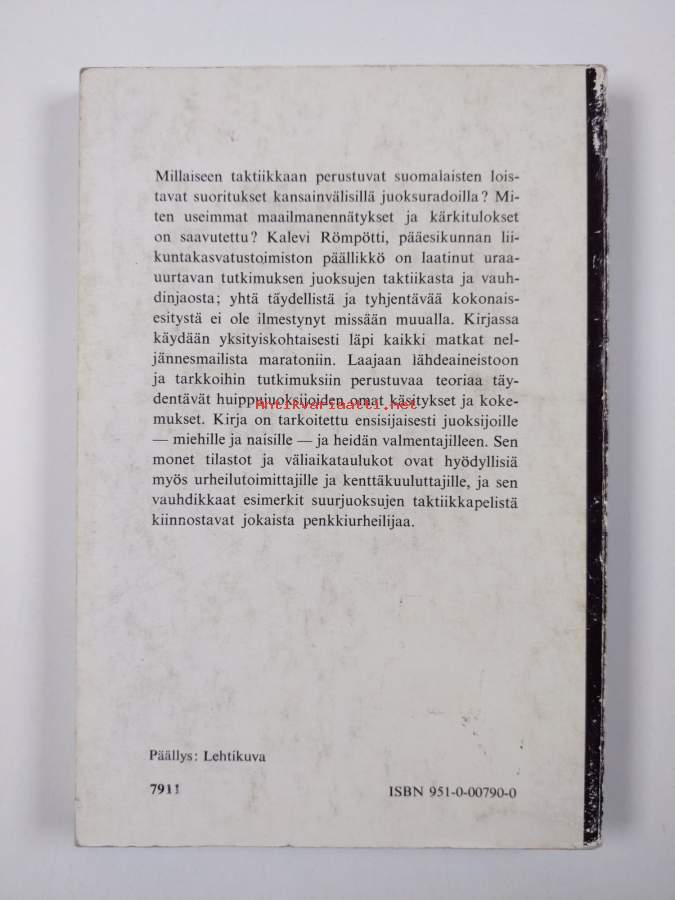 Millaiseen taktiikkaan perustuvat suomalaisten lois-
tavat suoritukset kansainvälisillä juoksuradoilla? Mi-
ten useimmat maailmanennätykset ja kärkitulokset
on saavutettu? Kalevi Römpötti, pääesikunnan lii-
kuntakasvatustoimiston päällikkö on laatinut uraa-
uurtavan tutkimuksen juoksujen taktiikasta ja vauh-
dinjaosta; yhtä täydellistä ja tyhjentävää kokonais-
esitystä ei ole ilmestynyt missään muualla. Kirjassa
käydään yksityiskohtaisesti läpi kaikki matkat nel-
jännesmailista maratoniin. Laajaan lähdeaineistoon
ja tarkkoihin tutkimuksiin perustuvaa teoriaa täy-
dentävät huippujuoksijoiden omat käsitykset ja koke-
Antikvariaatti.net
mukset. Kirja on tarkoitettu ensisijaisesti juoksijoille
— miehille ja naisille — ja heidän valmentajilleen. Sen
monet tilastot ja väliaikataulukot ovat hyödyllisiä
myös urheilutoimittajille ja kenttäkuuluttajille, ja sen
vauhdikkaat esimerkit suurjuoksujen taktiikkapelistä
kiinnostavat jokaista penkkiurheilijaa.
Päällys: Lehtikuva
7911
ISBN 951-0-00790-0